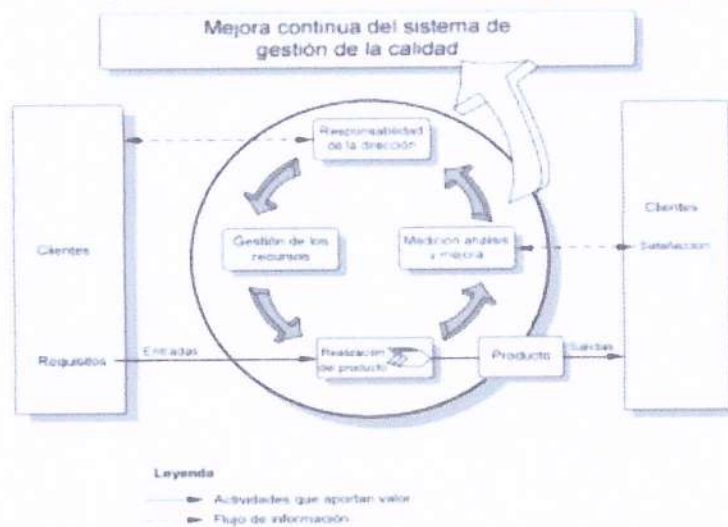 Mejora continua del sistema de
gestión de la calidad
Responsabilidad
de la dirección
Clientes
Gestión de los
recursos
Medición análisis
y mejora
Clientes
Satisfacción
Requisitos
Entradas
Realización
del producto
Producto
Salidas
Leyenda
Actividades que aportan valor
Flujo de información